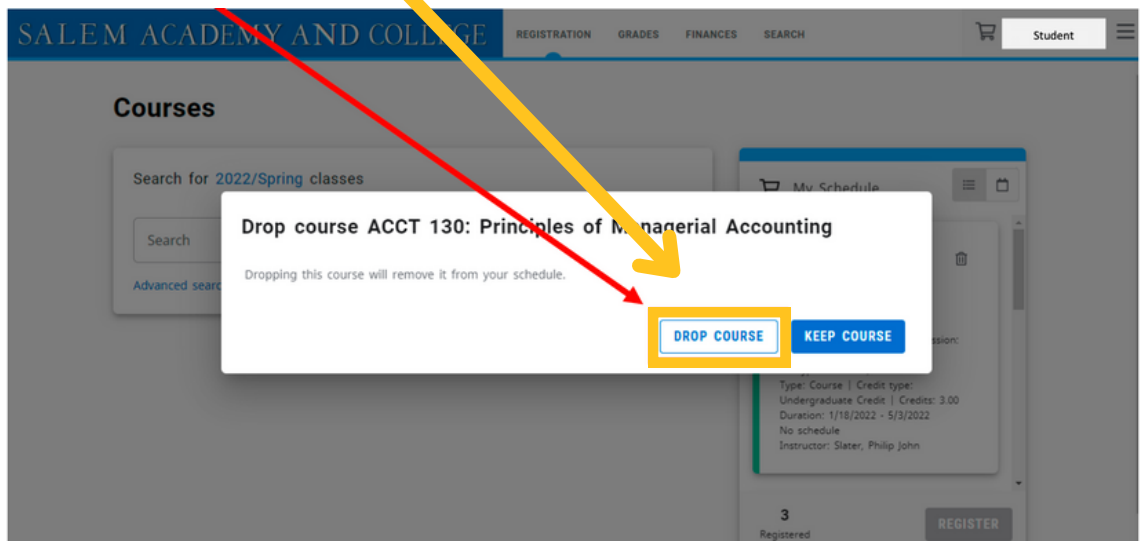 SALEM ACADEMY AND COLLEGE REGISTRATION GRADES FINANCES SEARCH Student
Courses
Search for 2022/Spring classes
Search
Advanced searc
Drop course ACCT 130: Principles of Managerial Accounting
Dropping this course will remove it from your schedule.
DROP COURSE KEEP COURSE
My Schedule
ssion:
Type: Course | Credit type:
Undergraduate Credit | Credits: 3.00
Duration: 1/18/2022 - 5/3/2022
No schedule
Instructor: Slater, Philip John
3
Registered
REGISTER